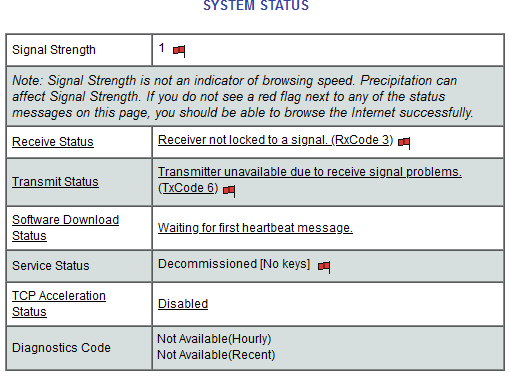 SYSTEM STATUS
Signal Strength
1
Note: Signal Strength is not an indicator of browsing speed. Precipitation can
affect Signal Strength. If you do not see a red flag next to any of the status
messages on this page, you should be able to browse the Internet successfully.
Receive Status
Receiver not locked to a signal. (RxCode 3)
Transmit Status
Transmitter unavailable due to receive signal problems.
(TxCode 6)
Software Download
Status
Waiting for first heartbeat message.
Service Status
Decommissioned [No keys]
TCP Acceleration
Status
Disabled
Diagnostics Code
Not Available(Hourly)
Not Available(Recent)